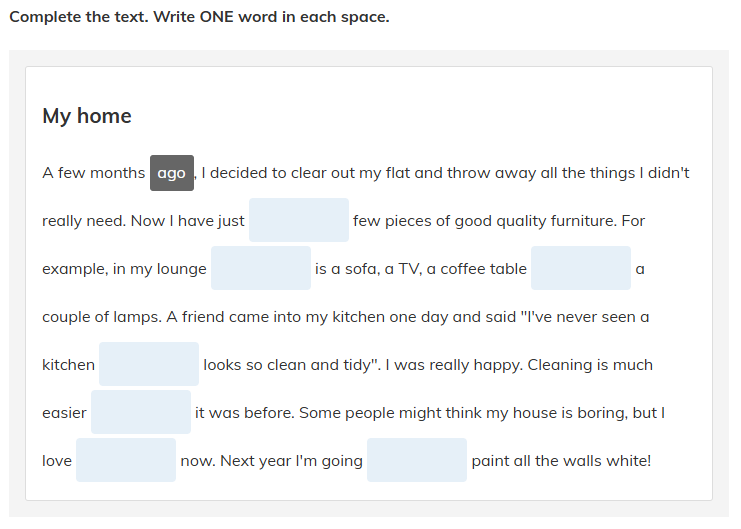 Complete the text. Write ONE word in each space.
My home
A few months ago , I decided to clear out my flat and throw away all the things I didn't
really need. Now I have just few pieces of good quality furniture. For
example, in my lounge is a sofa, a TV, a coffee table a
couple of lamps. A friend came into my kitchen one day and said "I've never seen a
kitchen looks so clean and tidy". I was really happy. Cleaning is much
easier it was before. Some people might think my house is boring, but I
love now. Next year I'm going paint all the walls white!